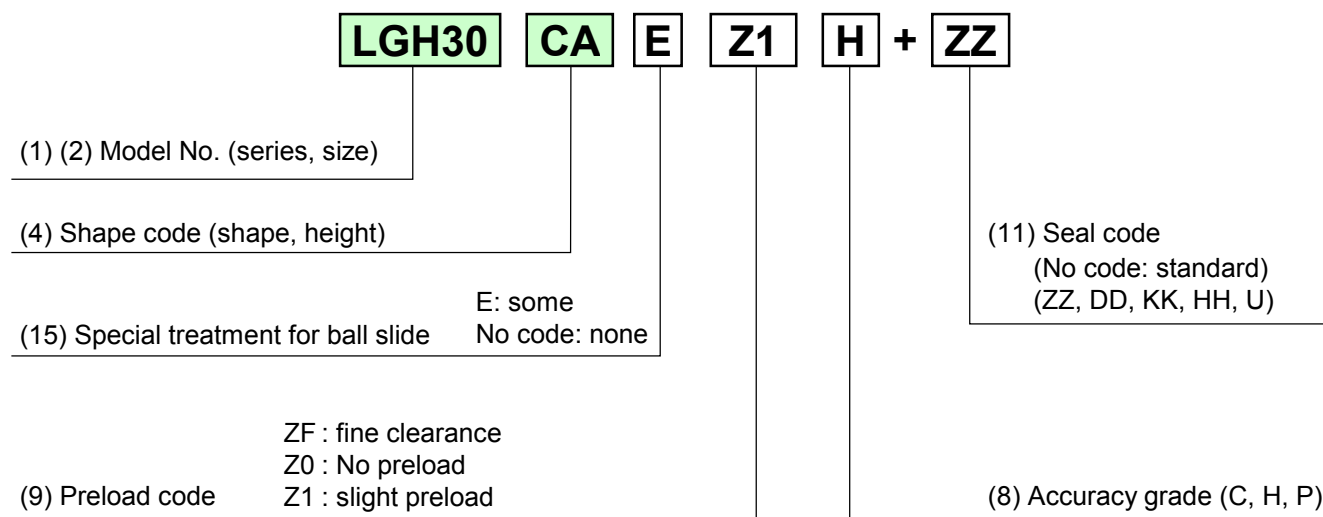 LGH30 CA E Z1 H + ZZ
(1) (2) Model No. (series, size)
(4) Shape code (shape, height)
(11) Seal code
(No code: standard)
(ZZ, DD, KK, HH, U)
E: some
(15) Special treatment for ball slide No code: none
ZF : fine clearance
Z0 : No preload
(9) Preload code Z1 : slight preload
(8) Accuracy grade (C, H, P)